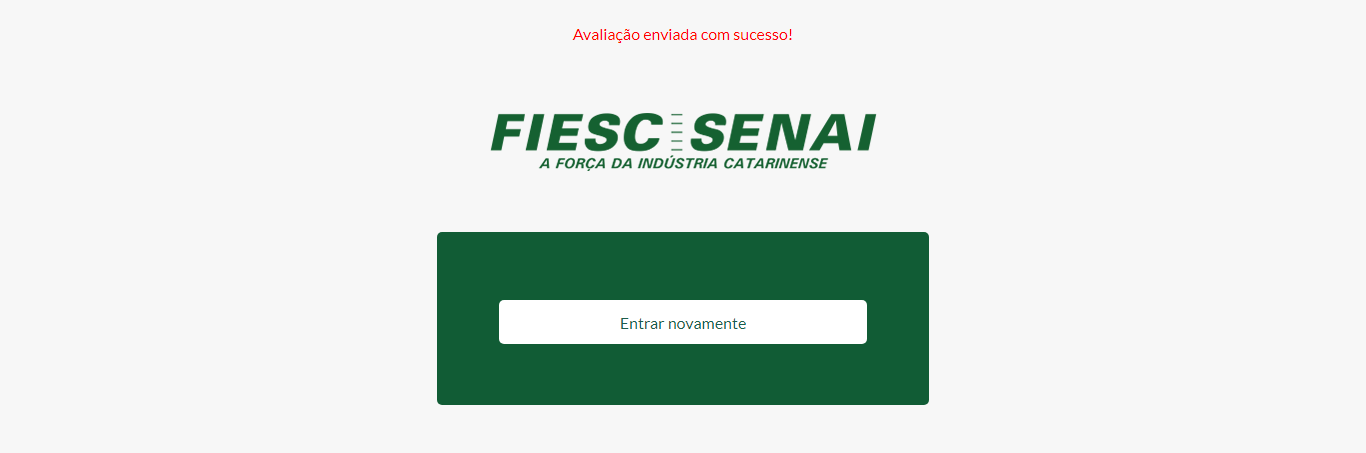 Avaliação enviada com sucesso!
FIESC SENAI
A FORÇA DA INDÚSTRIA CATARINENSE
Entrar novamente